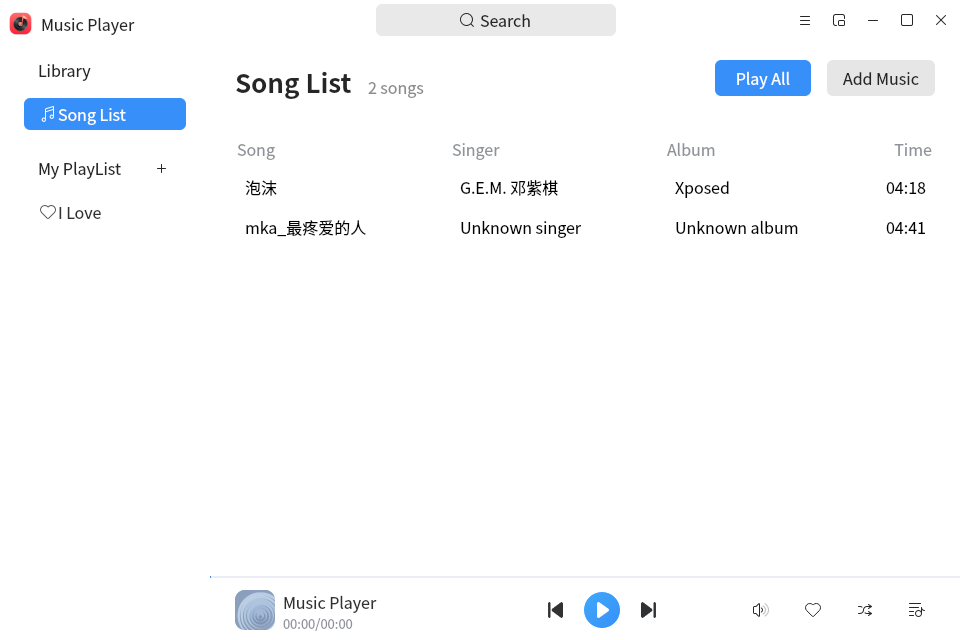 Music Player
Search
Library
Song List
My PlayList +
I Love
Song List 2 songs
Play All
Add Music
Song Singer Album Time
泡沫 G.E.M. 邓紫棋 Xposed 04:18
mka_最疼爱的人 Unknown singer Unknown album 04:41
Music Player
00:00/00:00